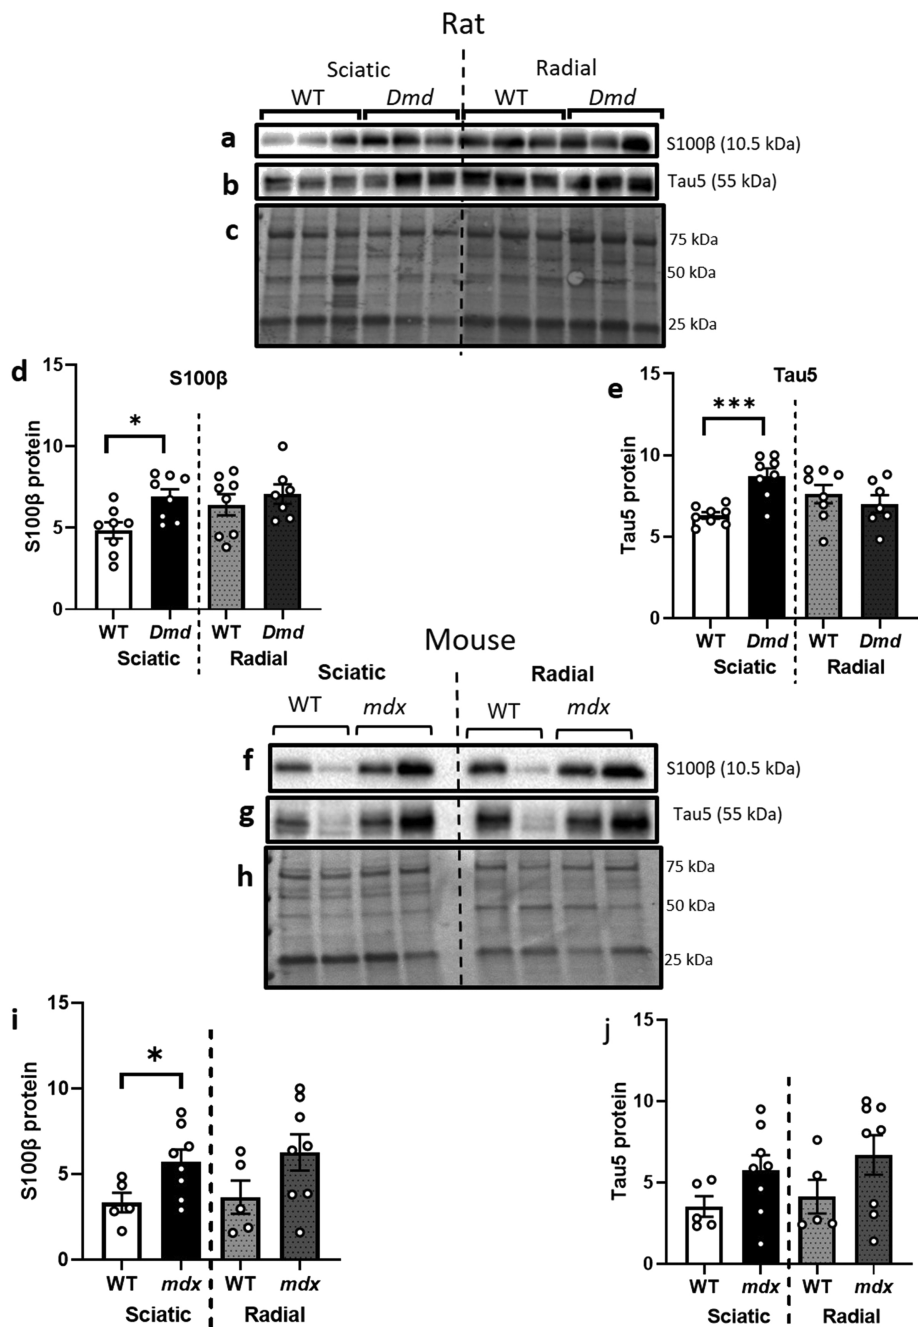 Rat
Sciatic Radial
WT Dmd WT Dmd
a S100β (10.5 kDa)
b Tau5 (55 kDa)
c
75 kDa
50 kDa
25 kDa
d
S100β
*
S100β protein
15
10
5
0
WT Dmd WT Dmd
Sciatic Radial
e
Tau5
***
Tau5 protein
15
10
5
0
WT Dmd WT Dmd
Sciatic Radial
Mouse
Sciatic Radial
WT mdx WT mdx
f S100β (10.5 kDa)
g Tau5 (55 kDa)
h
75 kDa
50 kDa
25 kDa
i
*
S100β protein
15
10
5
0
WT mdx WT mdx
Sciatic Radial
j
Tau5 protein
15
10
5
0
WT mdx WT mdx
Sciatic Radial